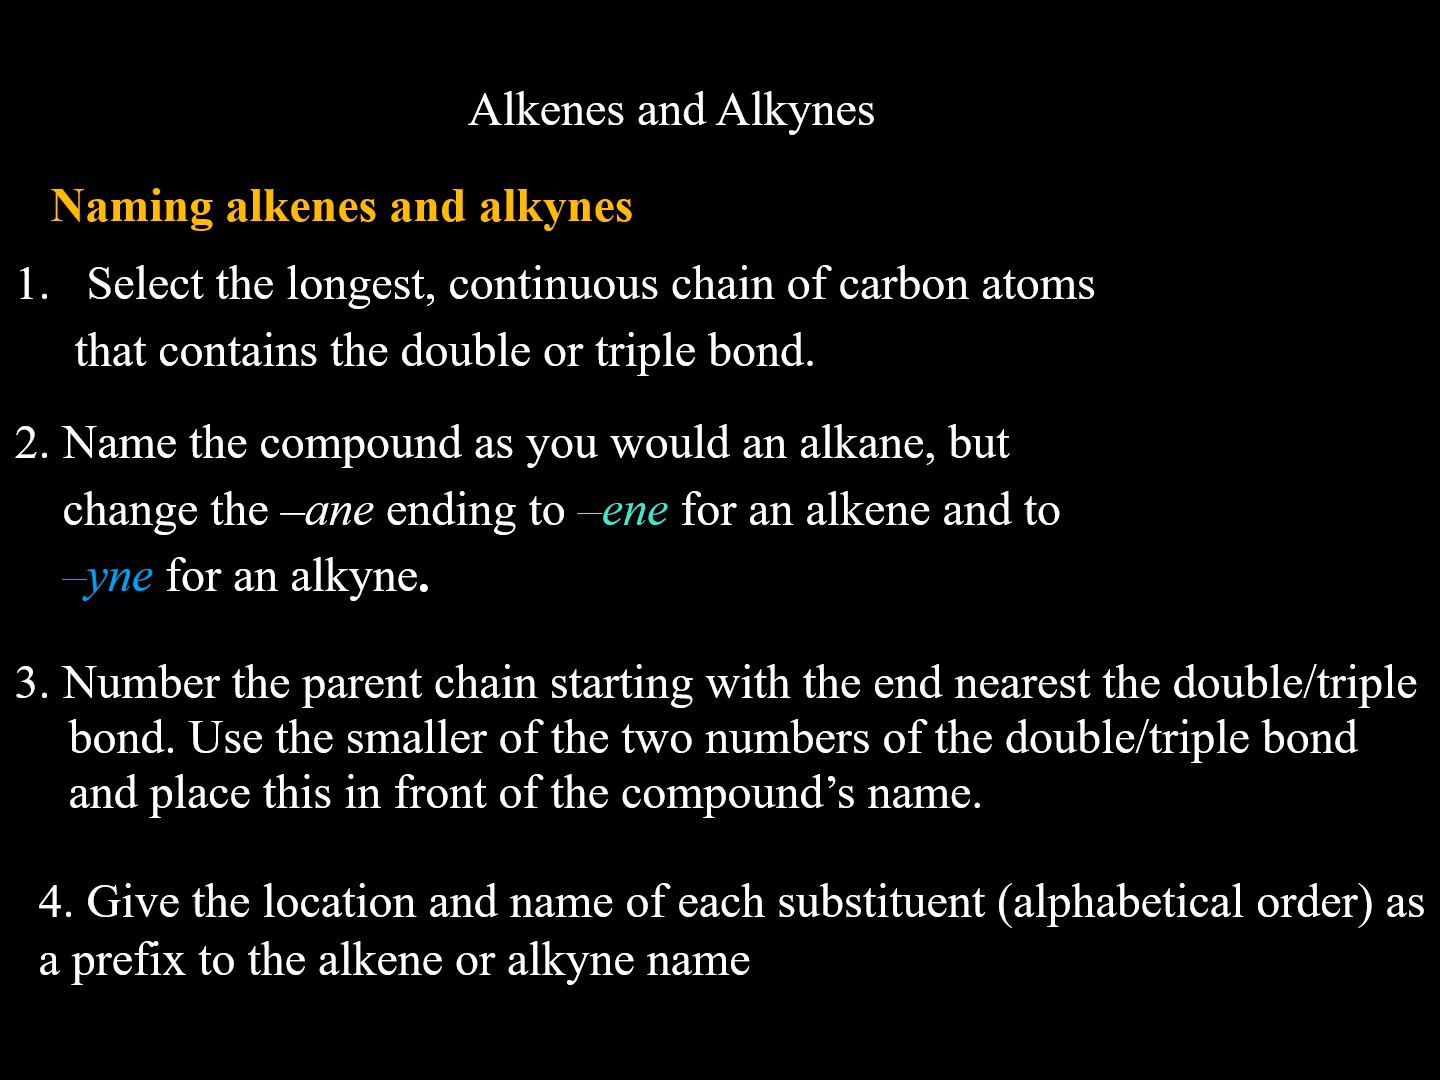 Alkenes and Alkynes
Naming alkenes and alkynes
1. Select the longest, continuous chain of carbon atoms
that contains the double or triple bond.
2. Name the compound as you would an alkane, but
change the –ane ending to –ene for an alkene and to
–yne for an alkyne.
3. Number the parent chain starting with the end nearest the double/triple
bond. Use the smaller of the two numbers of the double/triple bond
and place this in front of the compound’s name.
4. Give the location and name of each substituent (alphabetical order) as
a prefix to the alkene or alkyne name